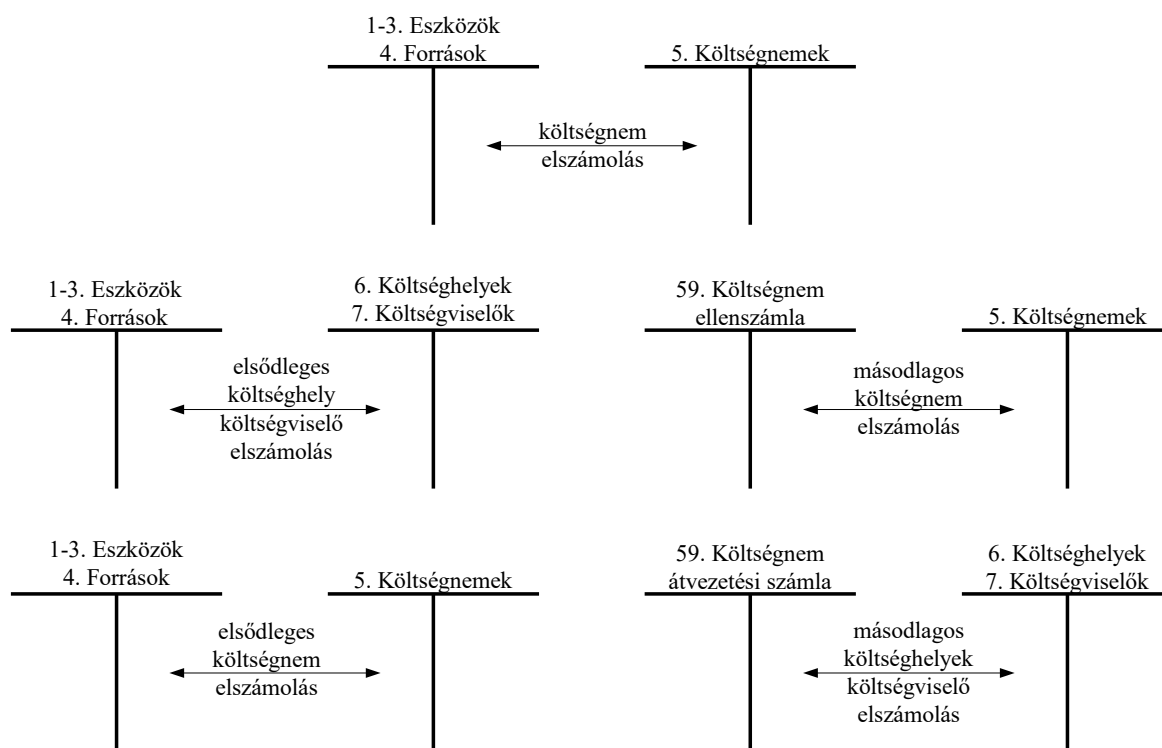 1-3. Eszközök
4. Források
5. Költségnemek
költségnem
elszámolás
1-3. Eszközök
4. Források
6. Költséghelyek
7. Költségviselők
59. Költségnem
ellenszámla
5. Költségnemek
elsődleges
költséghely
költségviselő
elszámolás
másodlagos
költségnem
elszámolás
1-3. Eszközök
4. Források
5. Költségnemek
59. Költségnem
átvezetési számla
6. Költséghelyek
7. Költségviselők
elsődleges
költségnem
elszámolás
másodlagos
költséghelyek
költségviselő
elszámolás